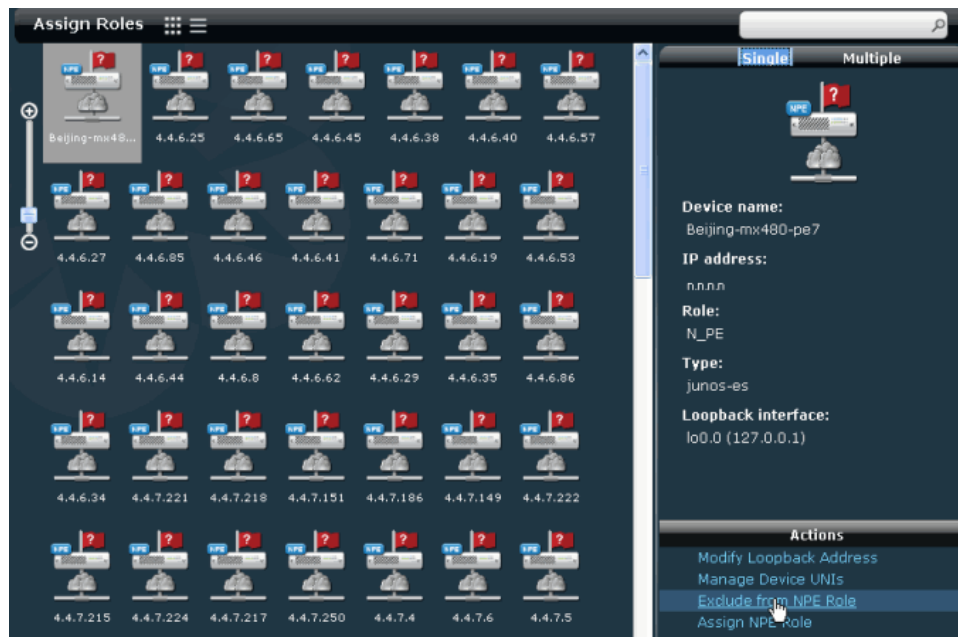 Assign Roles
Single Multiple
? NPE
Beijing-mx48... 4.4.6.25 4.4.6.65 4.4.6.45 4.4.6.38 4.4.6.40 4.4.6.57
4.4.6.27 4.4.6.85 4.4.6.46 4.4.6.41 4.4.6.71 4.4.6.19 4.4.6.53
4.4.6.14 4.4.6.44 4.4.6.8 4.4.6.62 4.4.6.29 4.4.6.35 4.4.6.86
4.4.6.34 4.4.7.221 4.4.7.218 4.4.7.151 4.4.7.186 4.4.7.149 4.4.7.222
4.4.7.215 4.4.7.224 4.4.7.217 4.4.7.250 4.4.7.4 4.4.7.6 4.4.7.5
Device name:
Beijing-mx480-pe7
IP address:
n.n.n.n
Role:
N_PE
Type:
junos-es
Loopback interface:
lo0.0 (127.0.0.1)
Actions
Modify Loopback Address
Manage Device UNIs
Exclude from NPE Role
Assign NPE Role